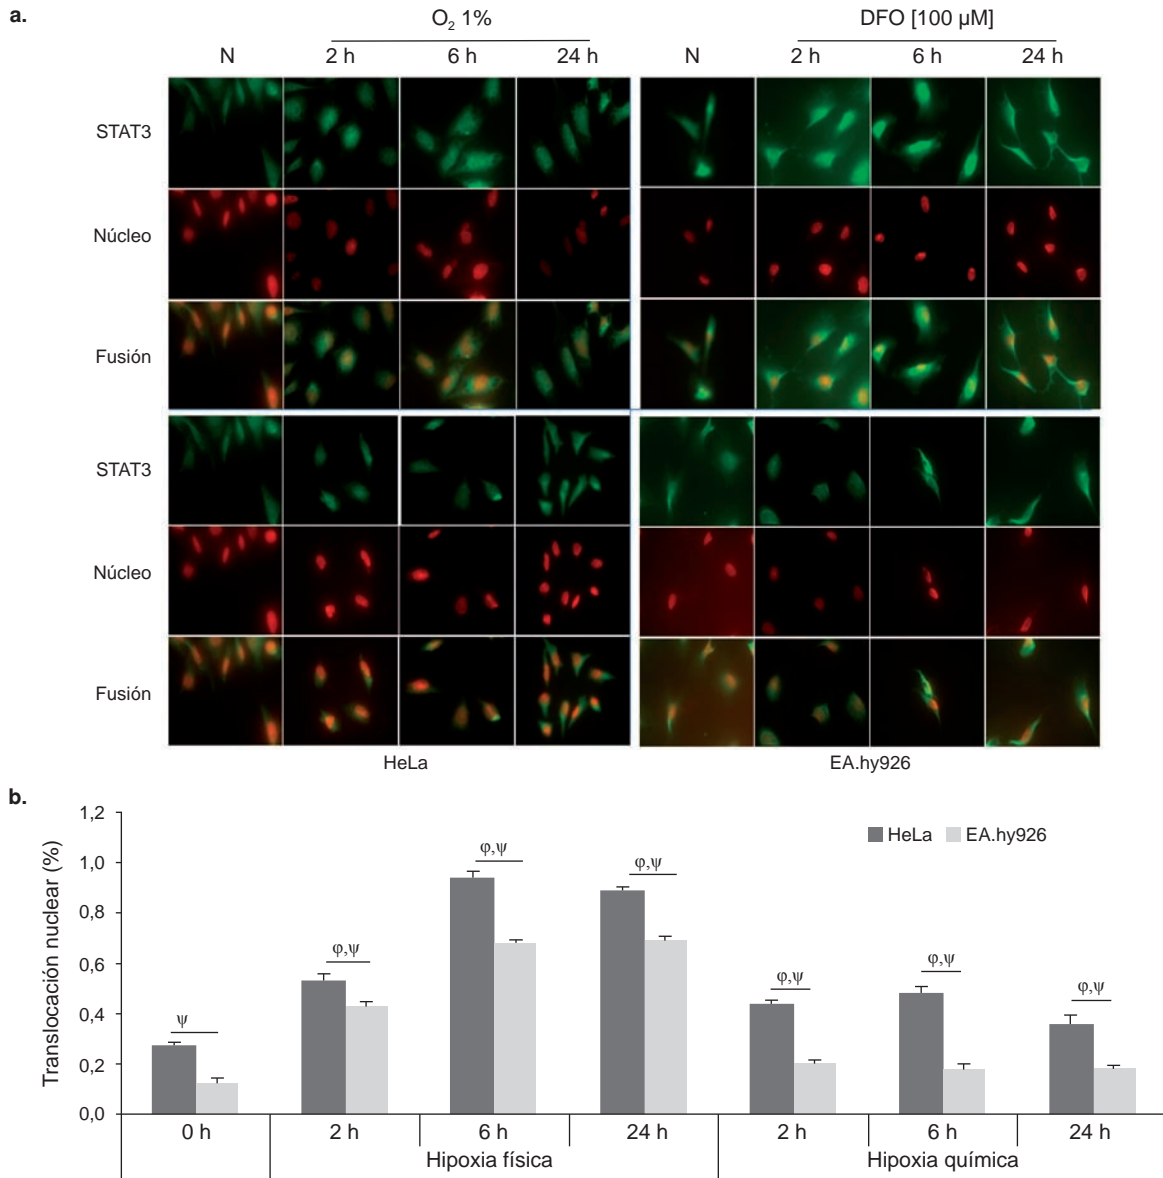 a.
O2 1% DFO [100 µM]
N 2 h 6 h 24 h N 2 h 6 h 24 h
STAT3
Núcleo
Fusión
STAT3
Núcleo
Fusión
HeLa EA.hy926
b.
Translocación nuclear (%)
1,2
1,0
0,8
0,6
0,4
0,2
0,0
HeLa EA.hy926
ψ
φ,ψ
φ,ψ
φ,ψ
φ,ψ
φ,ψ
φ,ψ
0 h 2 h 6 h 24 h 2 h 6 h 24 h
Hipoxia física Hipoxia química